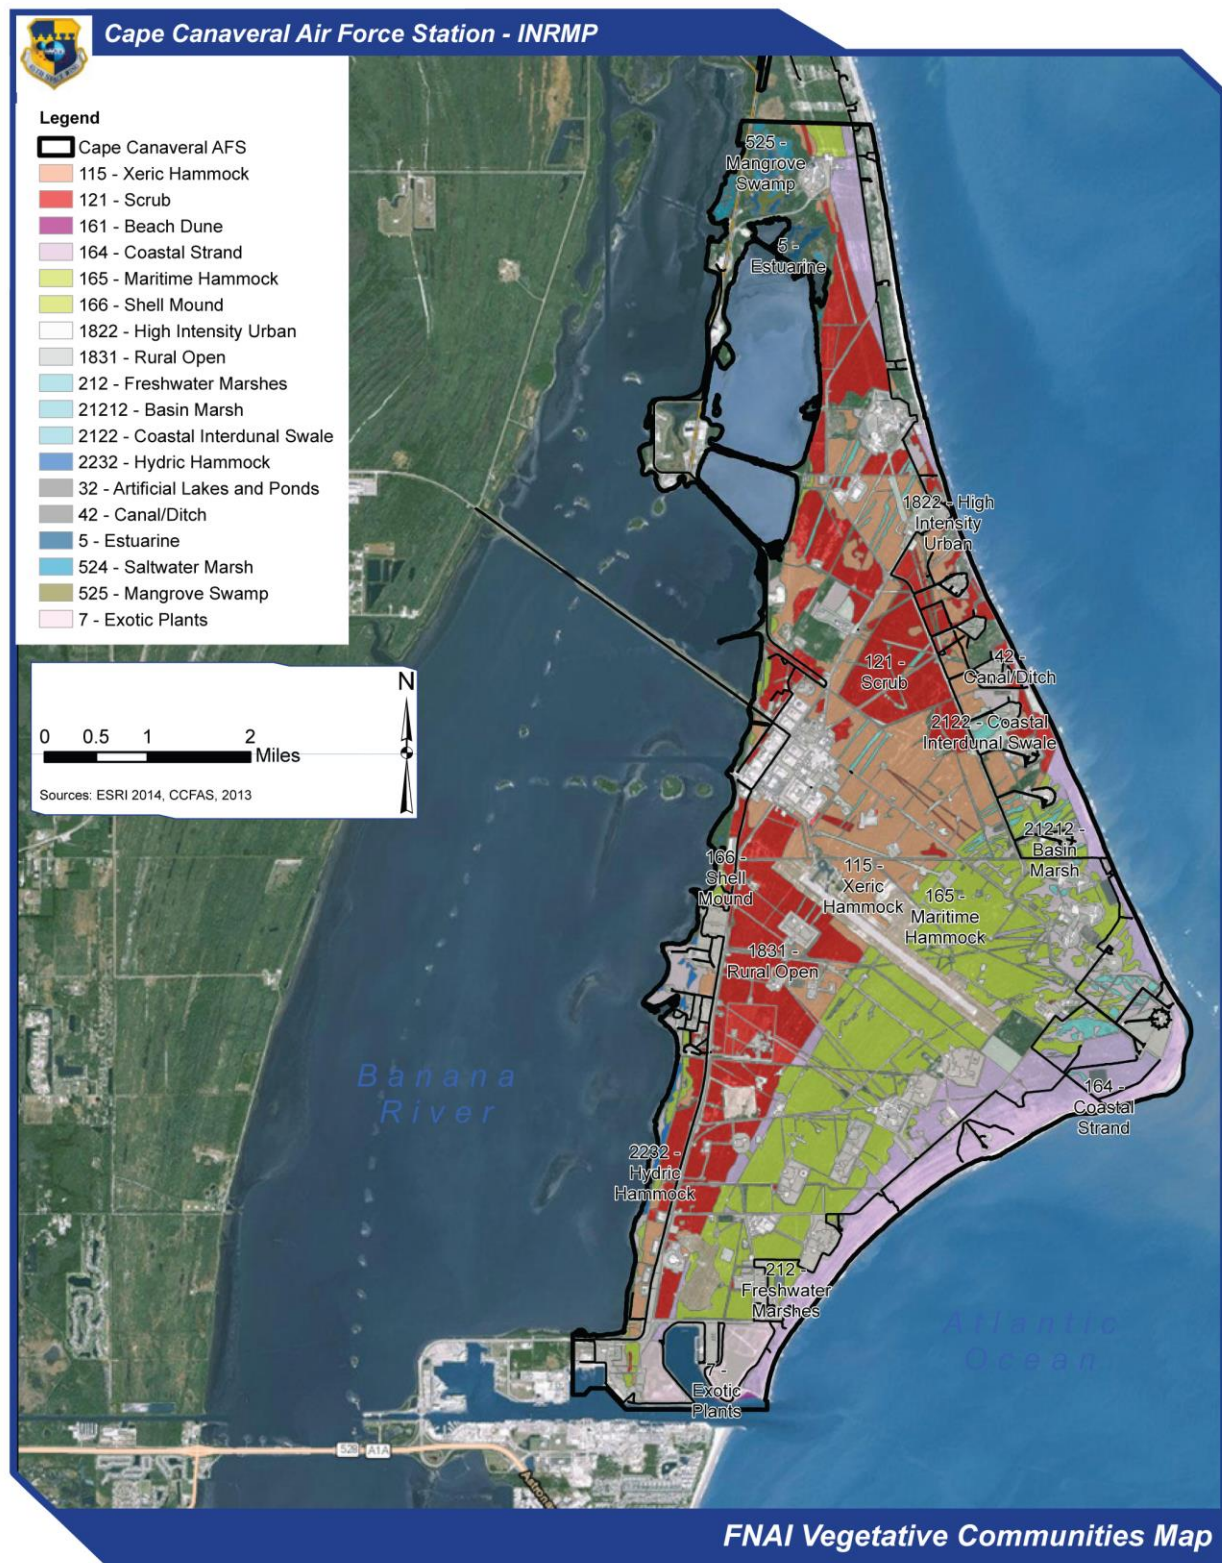 Cape Canaveral Air Force Station - INRMP
Legend
Cape Canaveral AFS
115 - Xeric Hammock
121 - Scrub
161 - Beach Dune
164 - Coastal Strand
165 - Maritime Hammock
166 - Shell Mound
1822 - High Intensity Urban
1831 - Rural Open
212 - Freshwater Marshes
21212 - Basin Marsh
2122 - Coastal Interdunal Swale
2232 - Hydric Hammock
32 - Artificial Lakes and Ponds
42 - Canal/Ditch
5 - Estuarine
524 - Saltwater Marsh
525 - Mangrove Swamp
7 - Exotic Plants
N
0 0.5 1 2
Miles
Sources: ESRI 2014, CCFAS, 2013
525 -
Mangrove
Swamp
5 -
Estuarine
1822 - High
Intensity
Urban
121 -
Scrub
42 -
Canal/Ditch
2122 - Coastal
Interdunal Swale
21212 -
Basin
Marsh
166 -
Shell
Mound
115 -
Xeric
Hammock
165 -
Maritime
Hammock
1831 -
Rural Open
Banana
River
164 -
Coastal
Strand
2232 -
Hydric
Hammock
212 -
Freshwater
Marshes
Atlantic
Ocean
7 -
Exotic
Plants
528
A1A
FNAI Vegetative Communities Map